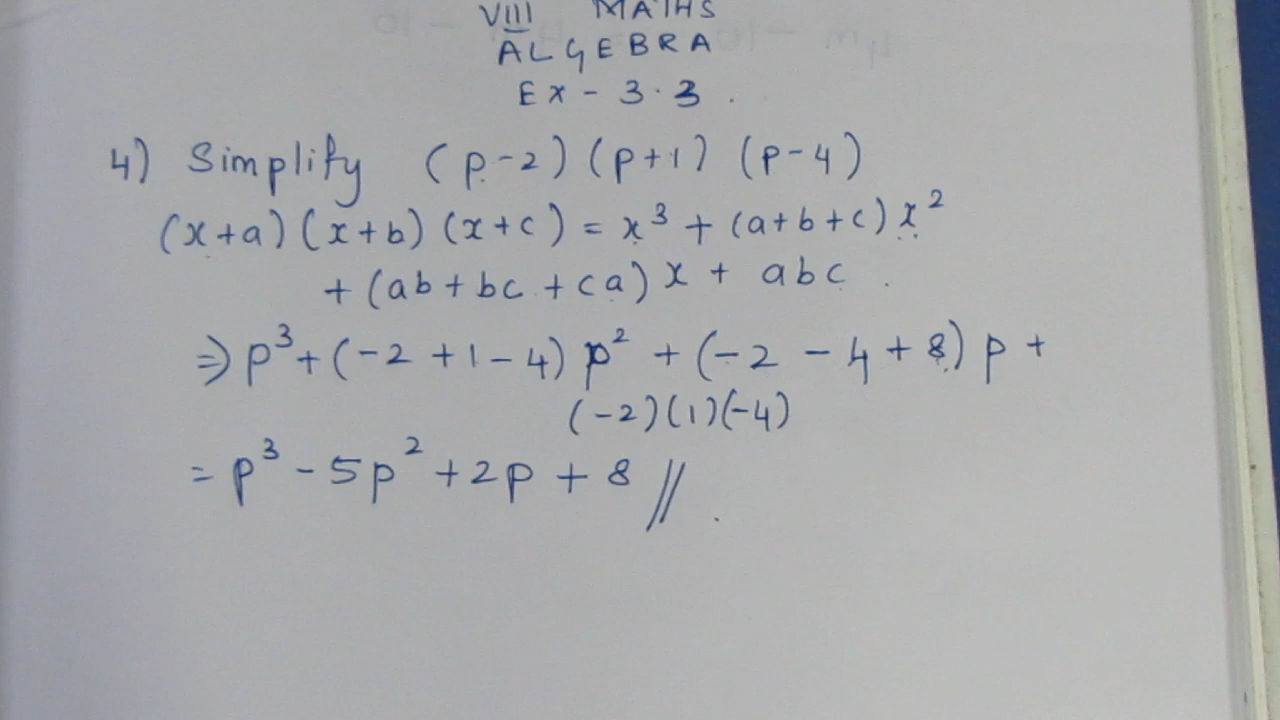 VIII MATHS
ALGEBRA
Ex - 3.3.
4) Simplify (p-2) (p+1) (p-4)
(x+a) (x+b) (x+c) = x³ + (a+b+c) x²
+ (ab + bc + ca) x + abc.
⇒ p³ + (-2 + 1 - 4) p² + (-2 - 4 + 8) p +
(-2)(1)(-4)
= p³ - 5p² + 2p + 8 //.